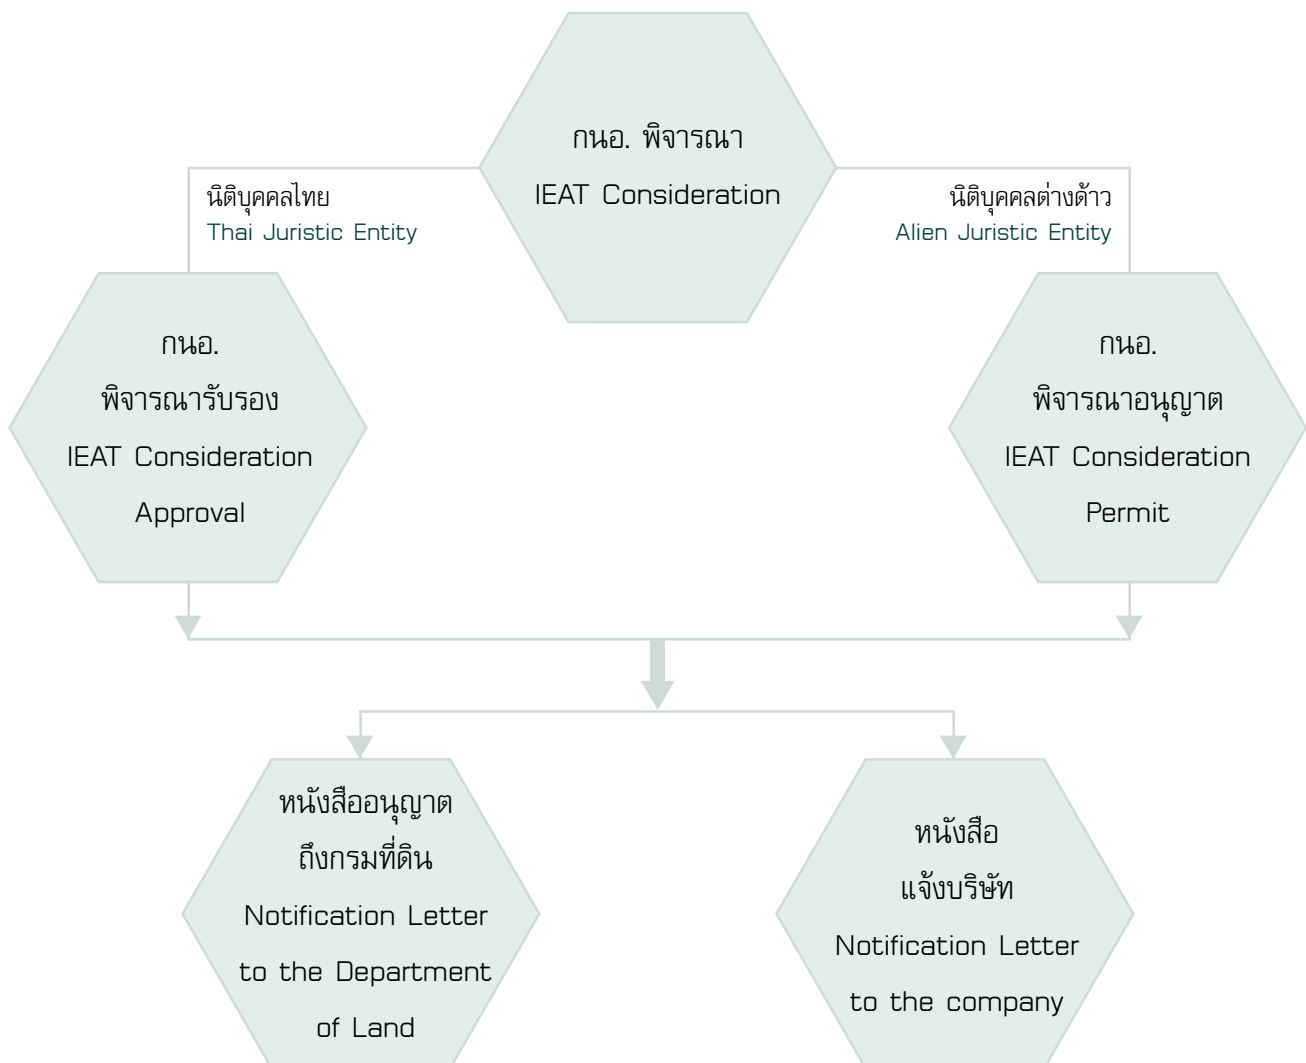 กนอ. พิจารณา
IEAT Consideration
นิติบุคคลไทย
Thai Juristic Entity
นิติบุคคลต่างด้าว
Alien Juristic Entity
กนอ.
พิจารณารับรอง
IEAT Consideration
Approval
กนอ.
พิจารณาอนุญาต
IEAT Consideration
Permit
หนังสืออนุญาต
ถึงกรมที่ดิน
Notification Letter
to the Department
of Land
หนังสือ
แจ้งบริษัท
Notification Letter
to the company